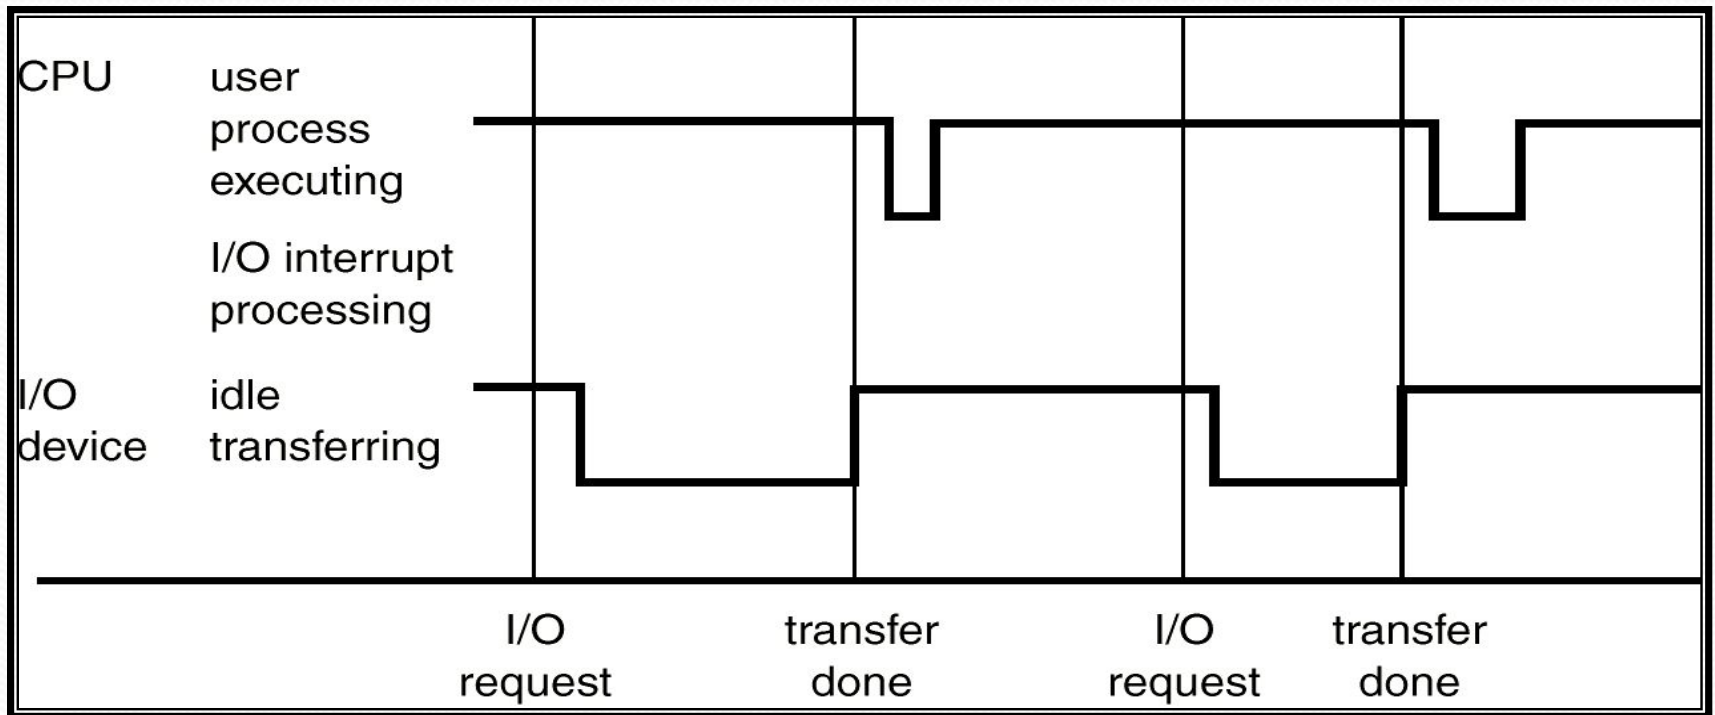 CPU user
process
executing
I/O interrupt
processing
I/O idle
device transferring
I/O transfer I/O transfer
request done request done